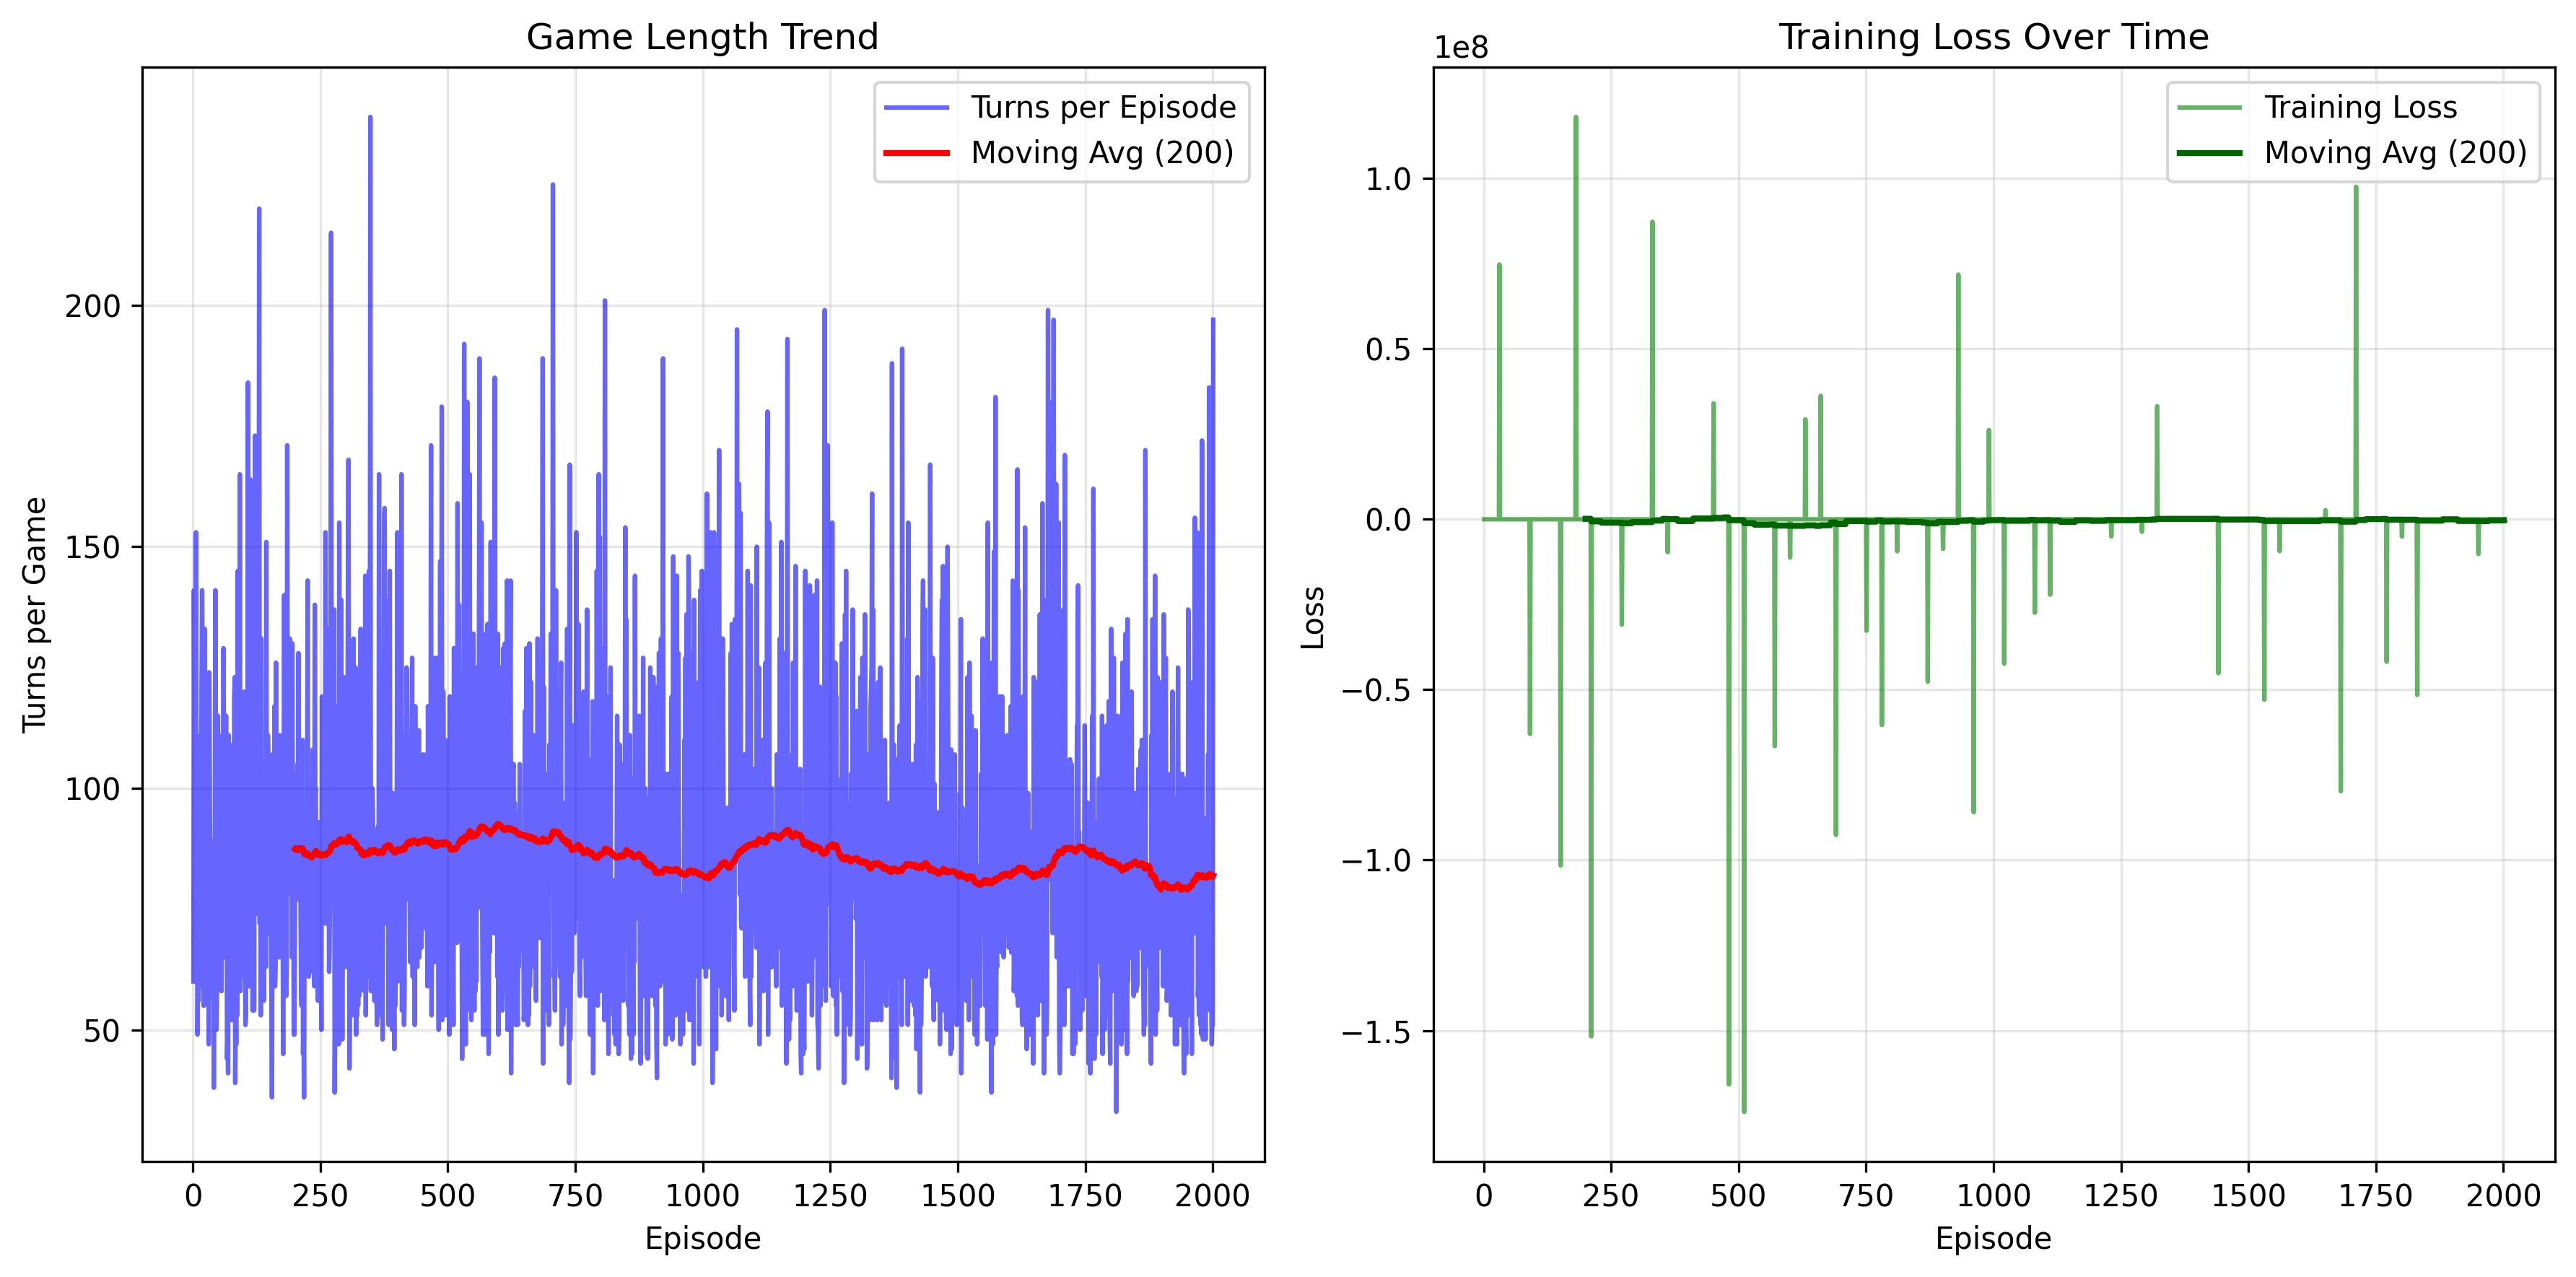 Game Length Trend
Turns per Episode
Moving Avg (200)
200
150
100
50
Turns per Game
0 250 500 750 1000 1250 1500 1750 2000
Episode
Training Loss Over Time
1e8
Training Loss
Moving Avg (200)
1.0
0.5
0.0
−0.5
−1.0
−1.5
Loss
0 250 500 750 1000 1250 1500 1750 2000
Episode